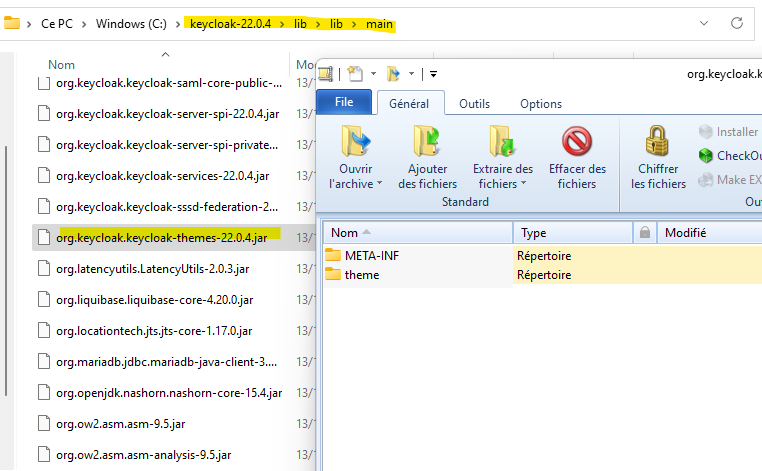 Ce PC > Windows (C:) > keycloak-22.0.4 > lib > lib > main
Nom
org.keycloak.keycloak-saml-core-public-...
13/
org.keycloak.keycloak-server-spi-22.0.4.jar
13/
org.keycloak.keycloak-server-spi-private...
13/
org.keycloak.keycloak-services-22.0.4.jar
13/
org.keycloak.keycloak-sssd-federation-2...
13/
org.keycloak.keycloak-themes-22.0.4.jar
13/
org.latencyutils.LatencyUtils-2.0.3.jar
13/
org.liquibase.liquibase-core-4.20.0.jar
13/
org.locationtech.jts.jts-core-1.17.0.jar
13/
org.mariadb.jdbc.mariadb-java-client-3....
13/
org.openjdk.nashorn.nashorn-core-15.4.jar
13/
org.ow2.asm.asm-9.5.jar
13/
org.ow2.asm.asm-analysis-9.5.jar
13/
org.keycloak.k
File
Général
Outils
Options
Ouvrir
l'archive
Ajouter
des fichiers
Extraire des
fichiers
Effacer des
fichiers
Standard
Chiffrer
les fichiers
Installer
CheckOu
Make EX
Ou
Nom
Type
Modifié
META-INF
Répertoire
theme
Répertoire